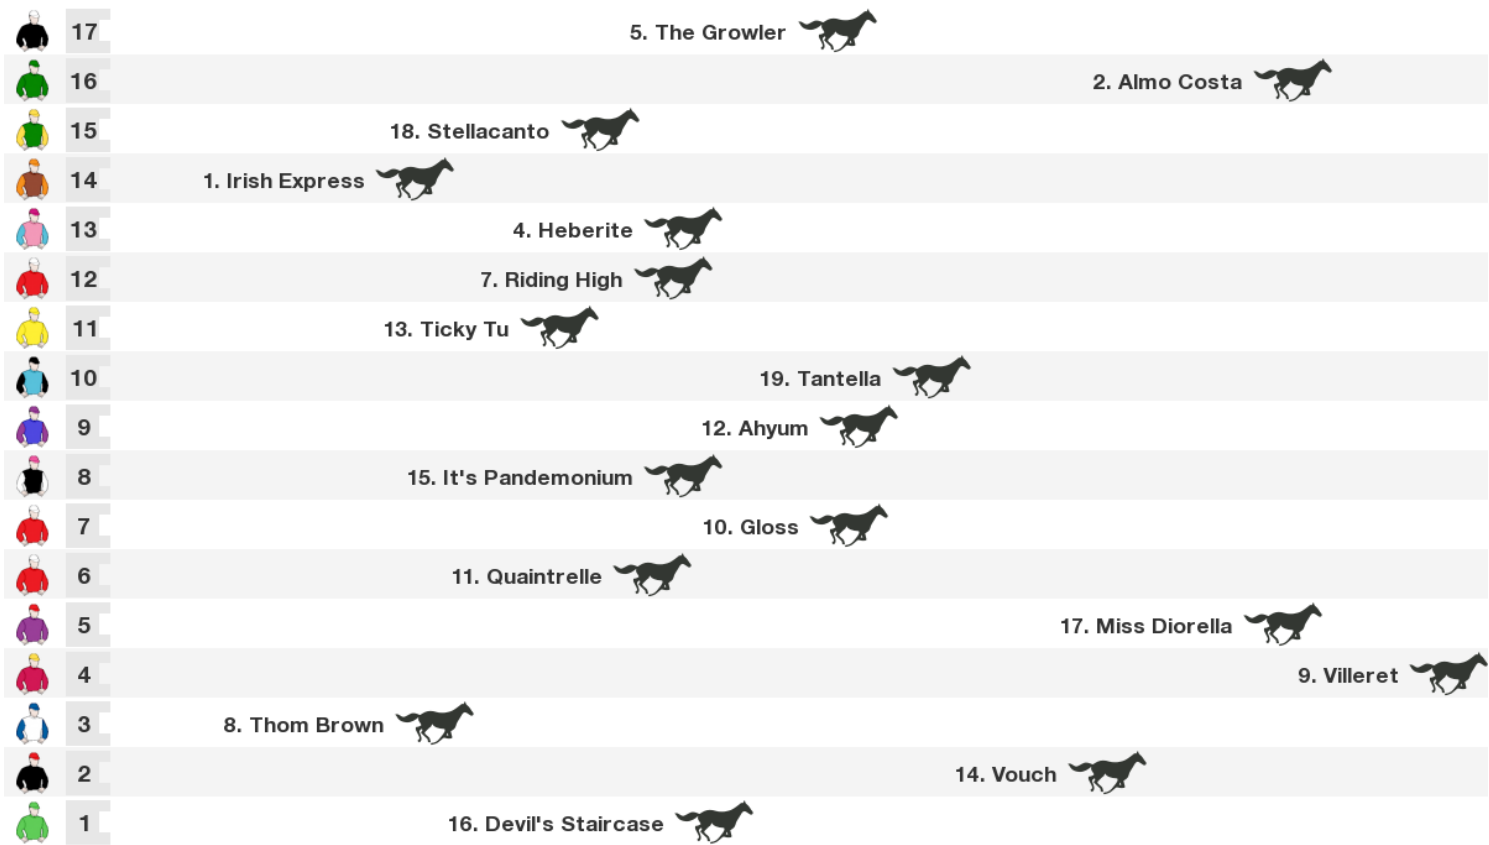 17 5. The Growler
16 2. Almo Costa
15 18. Stellacanto
14 1. Irish Express
13 4. Heberite
12 7. Riding High
11 13. Ticky Tu
10 19. Tantella
9 12. Ahyum
8 15. It's Pandemonium
7 10. Gloss
6 11. Quaintrelle
5 17. Miss Diorella
4 9. Villeret
3 8. Thom Brown
2 14. Vouch
1 16. Devil's Staircase